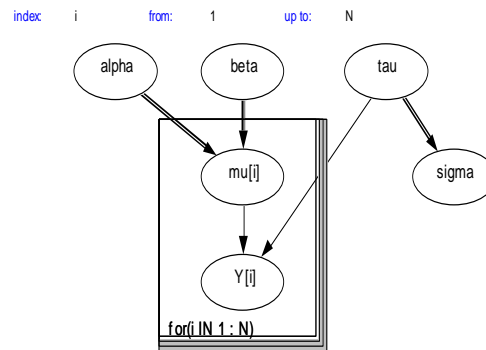 index: i from: 1 up to: N
alpha beta tau
mu[i] sigma
Y[i]
for(i IN 1 : N)